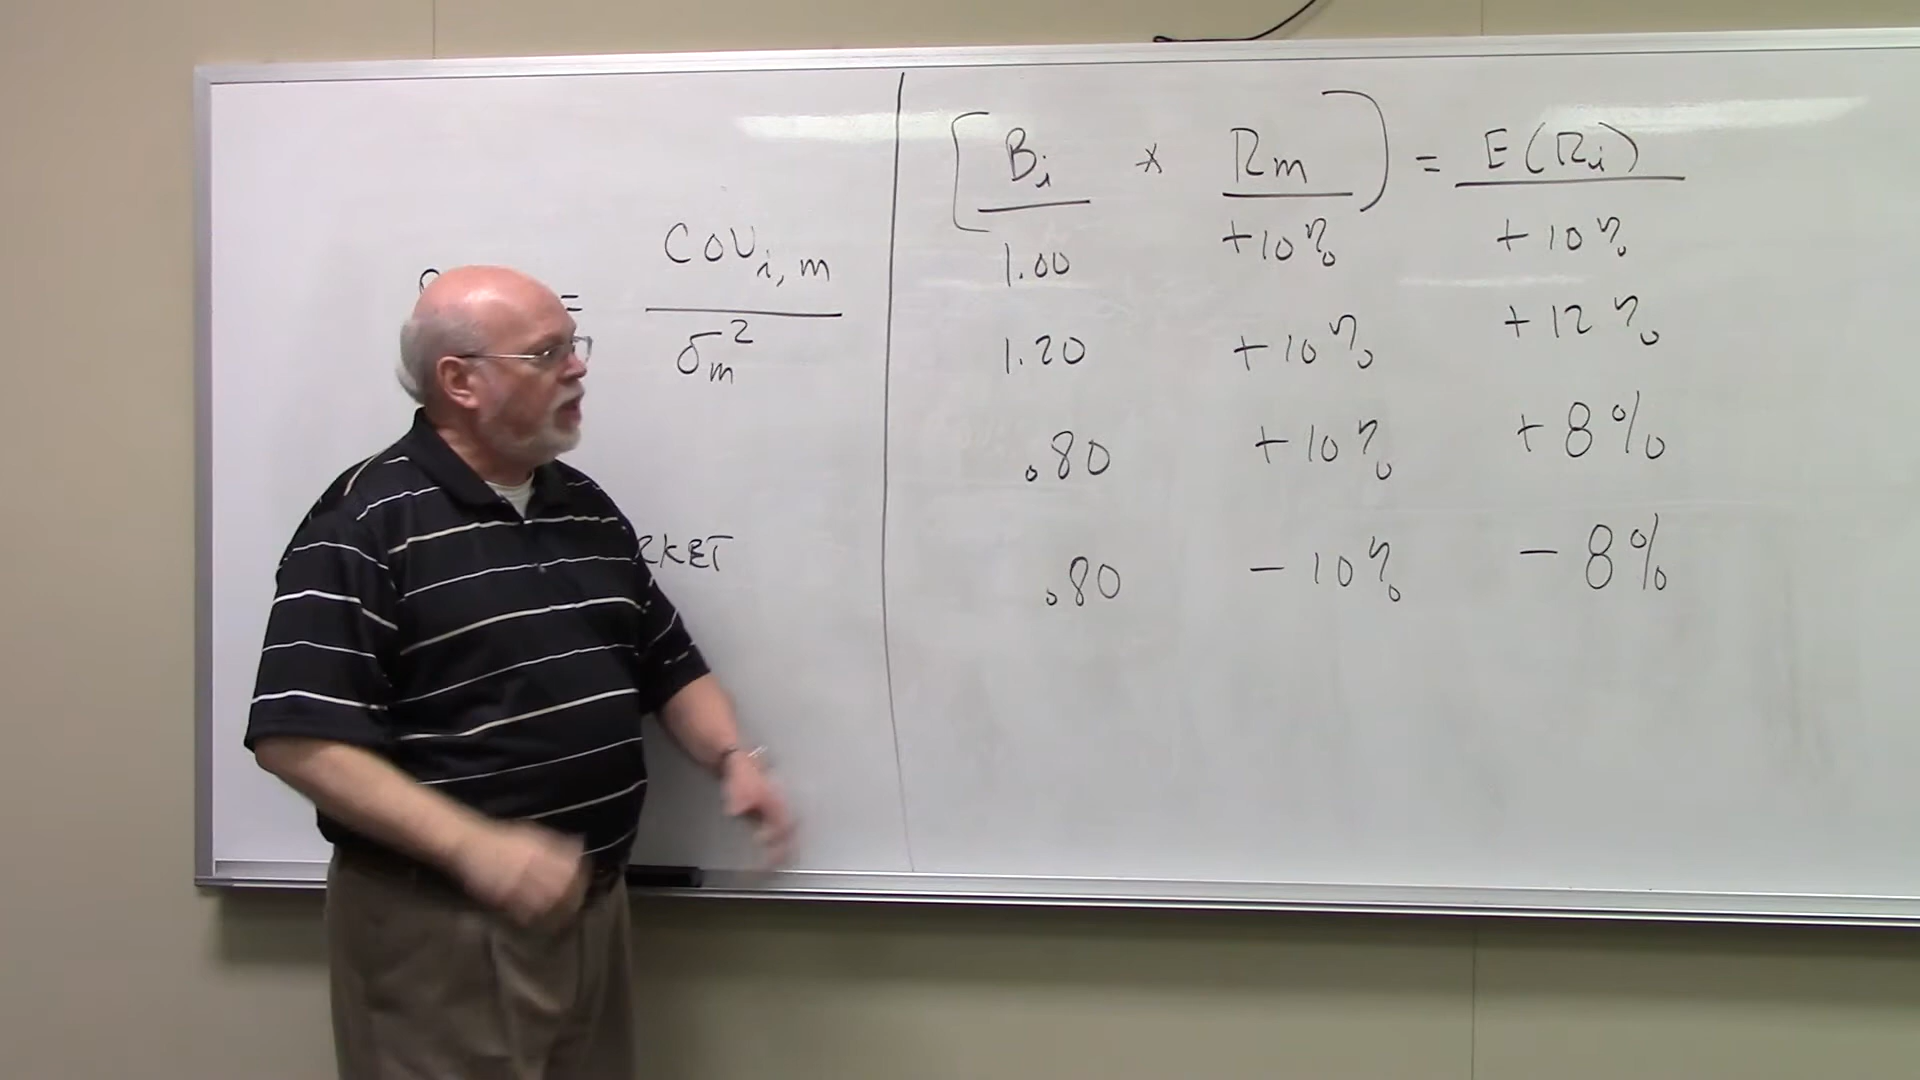 = COV i, m
σm²
[Bi * Rm] = E(Ri)
1.00 +10% +10%
1.20 +10% +12%
.80 +10% +8%
.80 -10% -8%